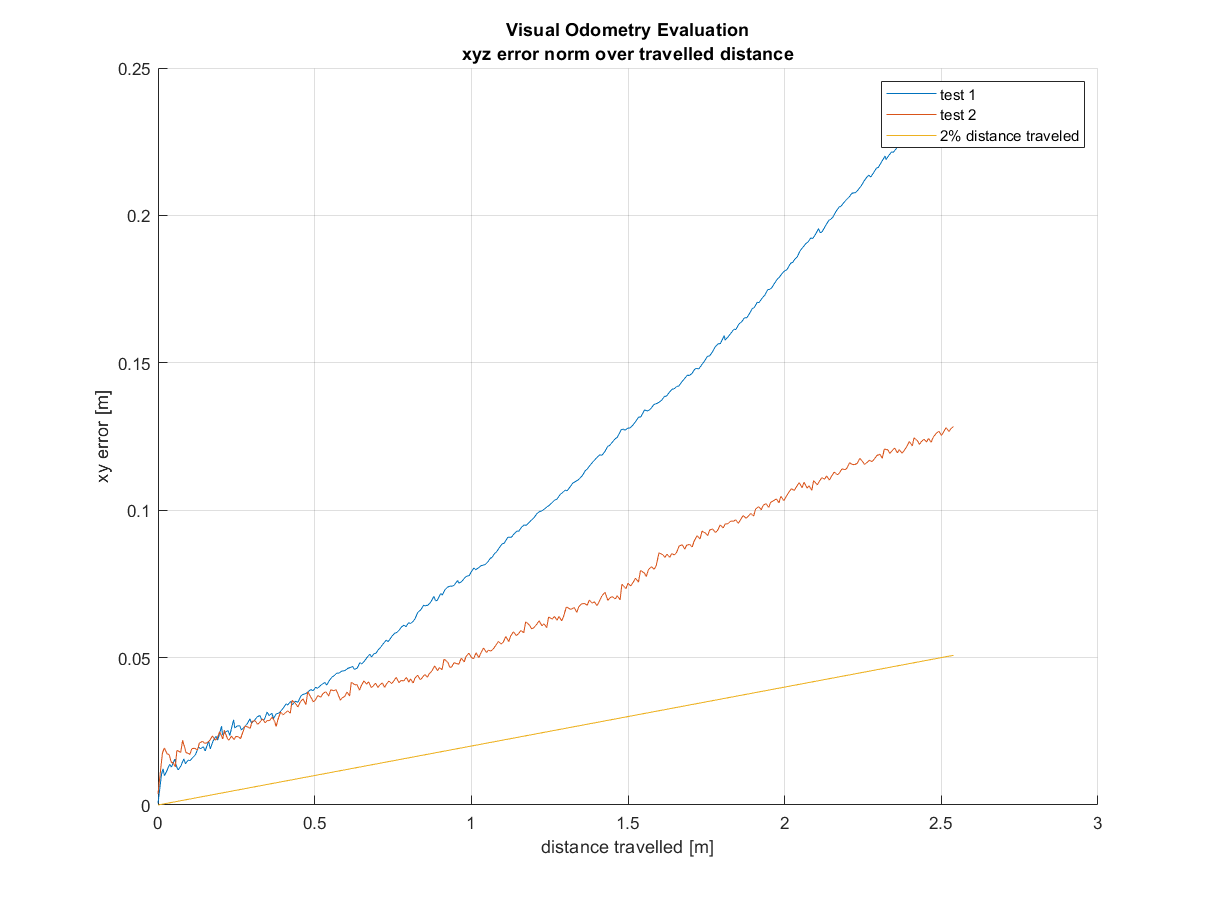 Visual Odometry Evaluation
xyz error norm over travelled distance
test 1
test 2
2% distance traveled
xy error [m]
0.25
0.2
0.15
0.1
0.05
0
0 0.5 1 1.5 2 2.5 3
distance travelled [m]